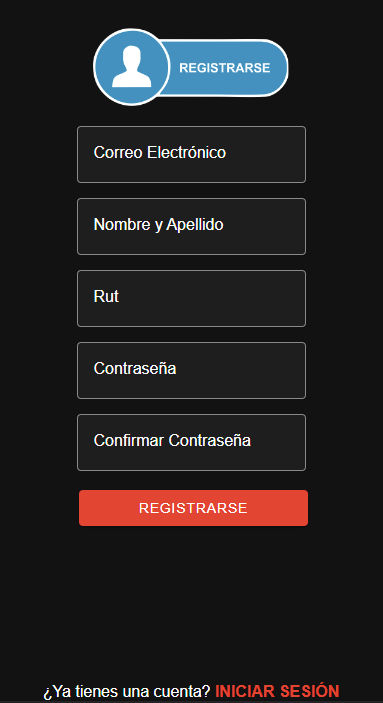 REGISTRARSE
Correo Electrónico
Nombre y Apellido
Rut
Contraseña
Confirmar Contraseña
REGISTRARSE
¿Ya tienes una cuenta? INICIAR SESIÓN